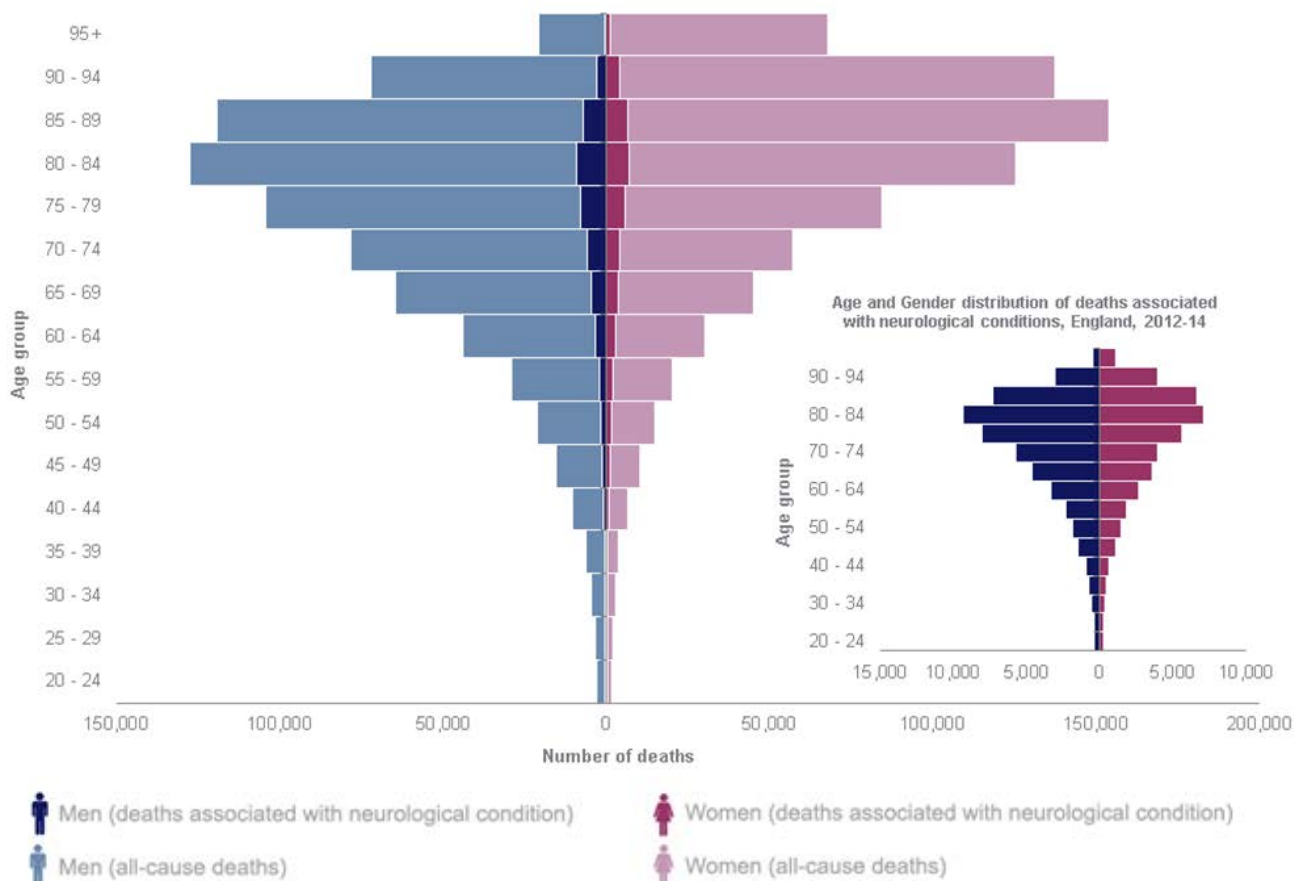 95+
90 - 94
85 - 89
80 - 84
75 - 79
70 - 74
65 - 69
60 - 64
55 - 59
50 - 54
45 - 49
40 - 44
35 - 39
30 - 34
25 - 29
20 - 24
Age group
150,000 100,000 50,000 0 50,000 100,000 150,000 200,000
Number of deaths
Age and Gender distribution of deaths associated
with neurological conditions, England, 2012-14
90 - 94
80 - 84
70 - 74
60 - 64
50 - 54
40 - 44
30 - 34
20 - 24
Age group
15,000 10,000 5,000 0 5,000 10,000
Men (deaths associated with neurological condition)
Women (deaths associated with neurological condition)
Men (all-cause deaths)
Women (all-cause deaths)